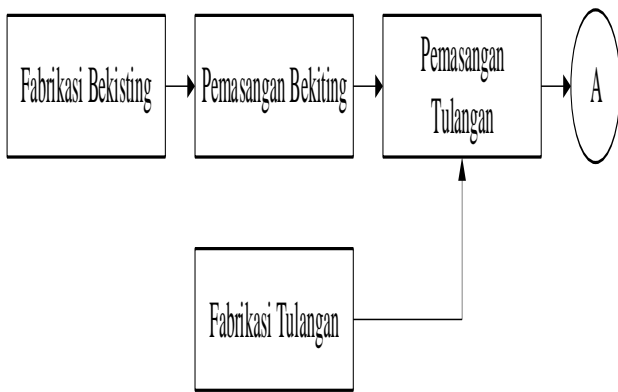 Fabrikasi Bekisting
Pemasangan Bekiting
Pemasangan
Tulangan
A
Fabrikasi Tulangan